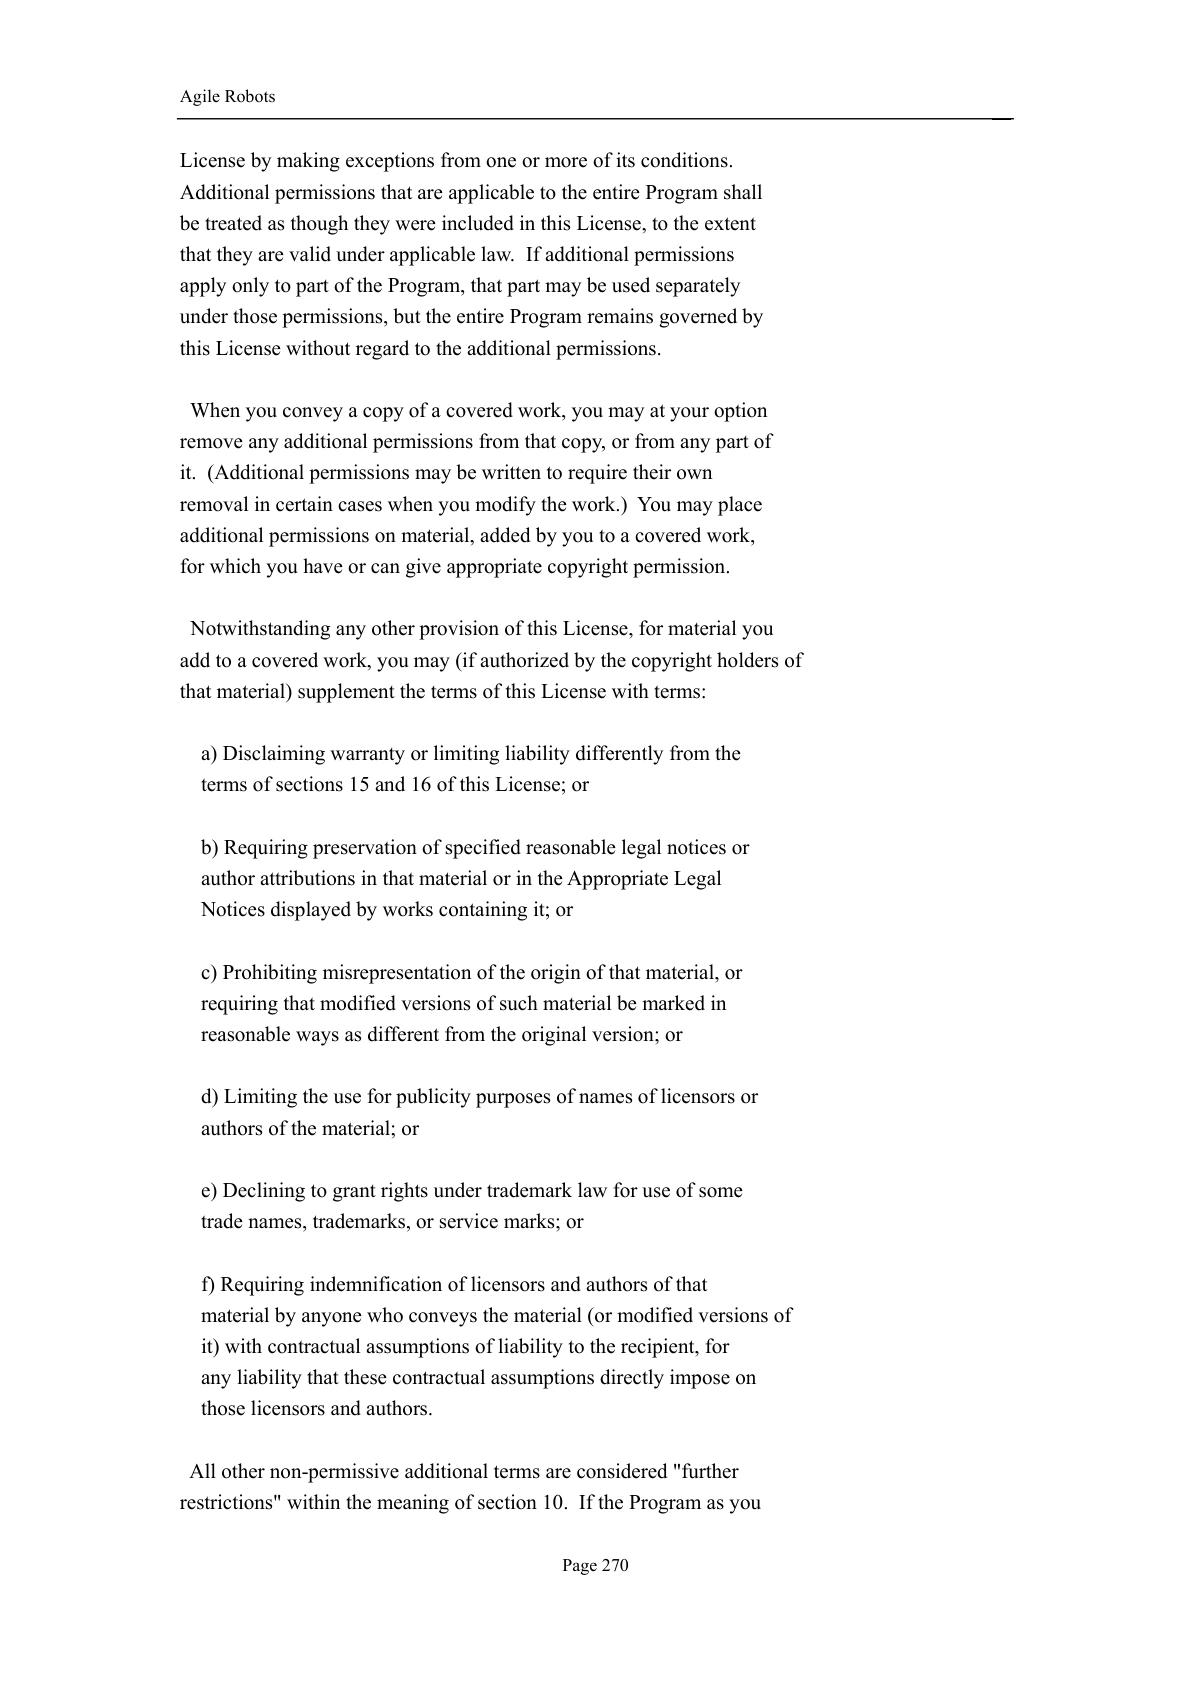 Agile Robots
License by making exceptions from one or more of its conditions.
Additional permissions that are applicable to the entire Program shall
be treated as though they were included in this License, to the extent
that they are valid under applicable law.  If additional permissions
apply only to part of the Program, that part may be used separately
under those permissions, but the entire Program remains governed by
this License without regard to the additional permissions.

When you convey a copy of a covered work, you may at your option
remove any additional permissions from that copy, or from any part of
it.  (Additional permissions may be written to require their own
removal in certain cases when you modify the work.)  You may place
additional permissions on material, added by you to a covered work,
for which you have or can give appropriate copyright permission.

Notwithstanding any other provision of this License, for material you
add to a covered work, you may (if authorized by the copyright holders of
that material) supplement the terms of this License with terms:

a) Disclaiming warranty or limiting liability differently from the
terms of sections 15 and 16 of this License; or

b) Requiring preservation of specified reasonable legal notices or
author attributions in that material or in the Appropriate Legal
Notices displayed by works containing it; or

c) Prohibiting misrepresentation of the origin of that material, or
requiring that modified versions of such material be marked in
reasonable ways as different from the original version; or

d) Limiting the use for publicity purposes of names of licensors or
authors of the material; or

e) Declining to grant rights under trademark law for use of some
trade names, trademarks, or service marks; or

f) Requiring indemnification of licensors and authors of that
material by anyone who conveys the material (or modified versions of
it) with contractual assumptions of liability to the recipient, for
any liability that these contractual assumptions directly impose on
those licensors and authors.

All other non-permissive additional terms are considered "further
restrictions" within the meaning of section 10.  If the Program as you
Page 270